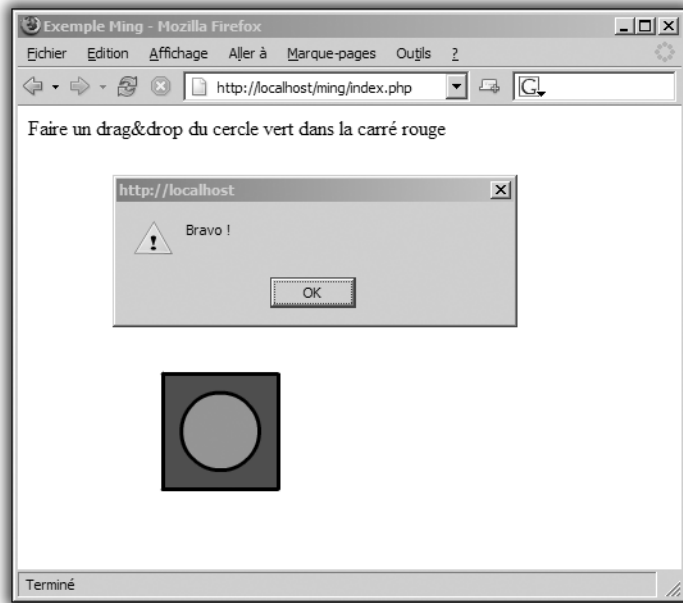 Exemple Ming - Mozilla Firefox
Fichier Edition Affichage Aller à Marque-pages Outils ?
http://localhost/ming/index.php G
Faire un drag&drop du cercle vert dans la carré rouge
http://localhost
Bravo !
OK
Terminé